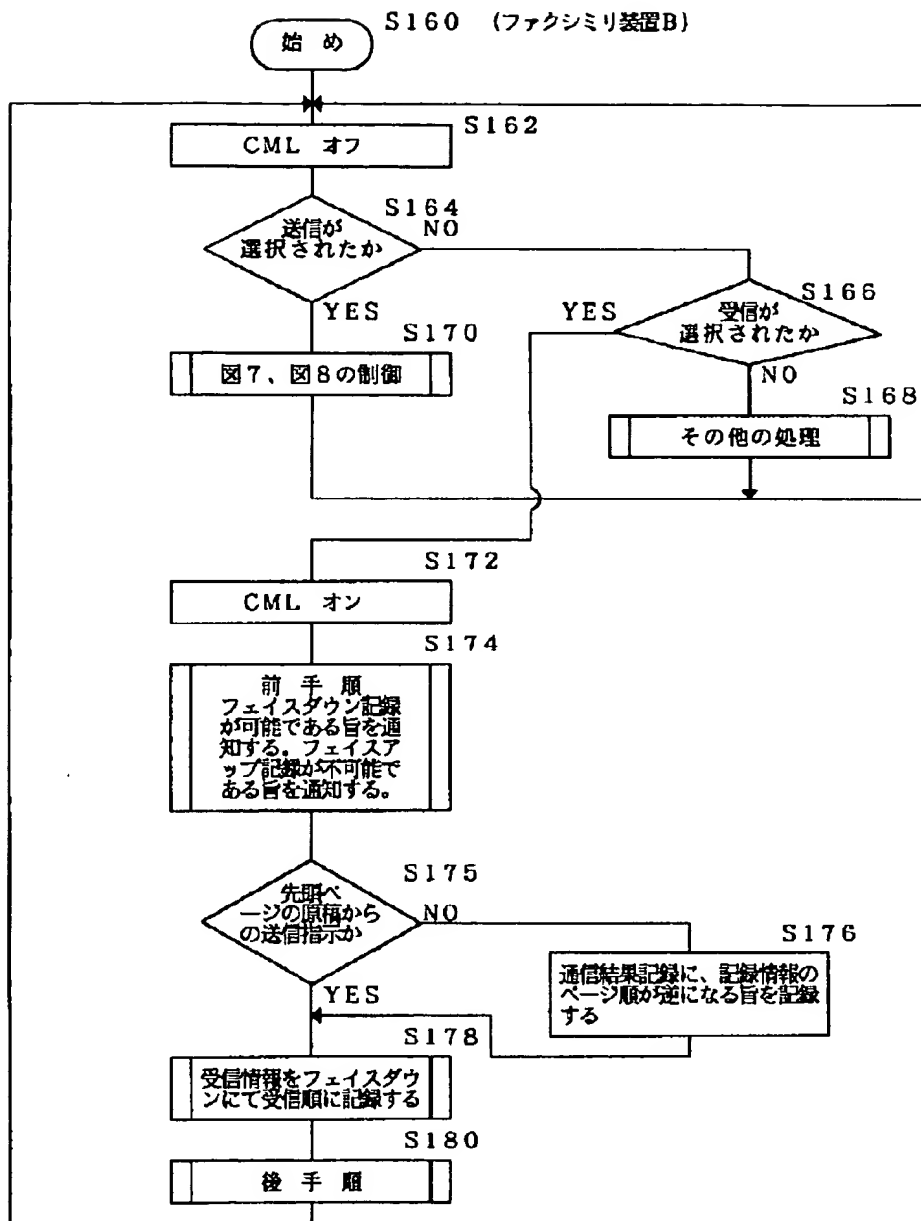 S160 (ファクシミリ装置B)
始 め
S162
CML オフ
S164
送信が
選択されたか
NO
YES
S166
受信が
選択されたか
YES
NO
S170
図7、図8の制御
S168
その他の処理
S172
CML オン
S174
前 手 順
フェイスダウン記録
が可能である旨を通
知する。フェイスア
ップ記録が不可能で
ある旨を通知する。
S175
先頭ペ
ージの原稿から
の送信指示か
NO
YES
S176
通信結果記録に、記録情報の
ページ順が逆になる旨を記録
する
S178
受信情報をフェイスダウ
ンにて受信順に記録する
S180
後 手 順